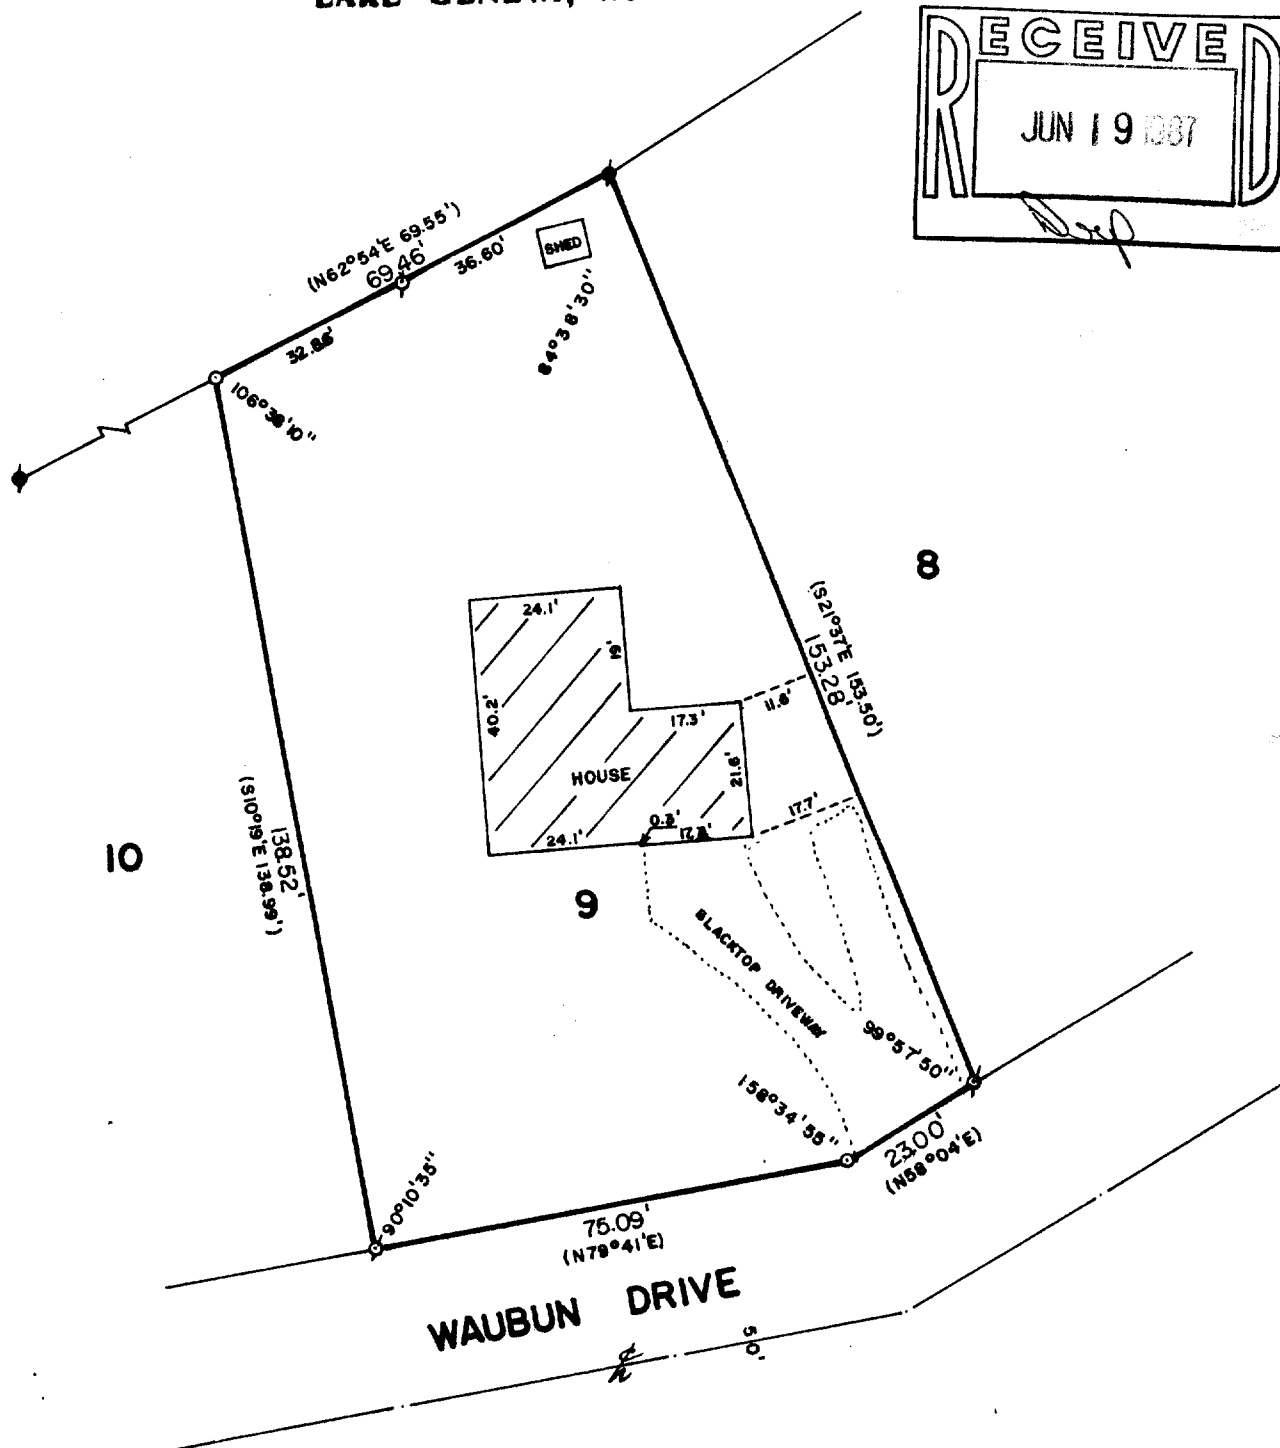 LAKE GENEVA,
RECEIVED
JUN 19 1987
(N62°54'E 69.55')
69.46'
36.60'
32.86'
SHED
84°38'30"
106°38'10"
8
(S21°37'E 153.50')
153.28'
24.1'
19'
40.2'
17.3'
11.6'
21.6'
HOUSE
17.7'
0.3'
24.1'
17.3'
10
(S10°19'E 138.99')
138.52'
9
BLACKTOP DRIVEWAY
99°57'50"
158°34'55"
90°10'35"
23.00'
(N58°04'E)
75.09'
(N79°41'E)
WAUBUN DRIVE
50'